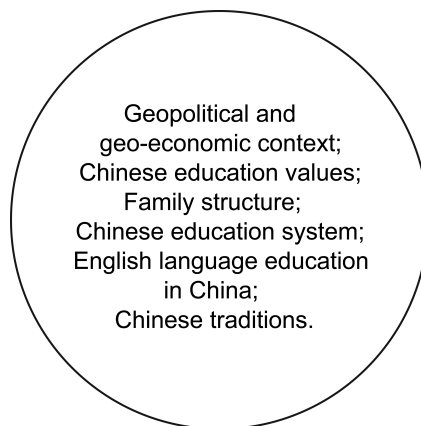 Geopolitical and
geo-economic context;
Chinese education values;
Family structure;
Chinese education system;
English language education
in China;
Chinese traditions.